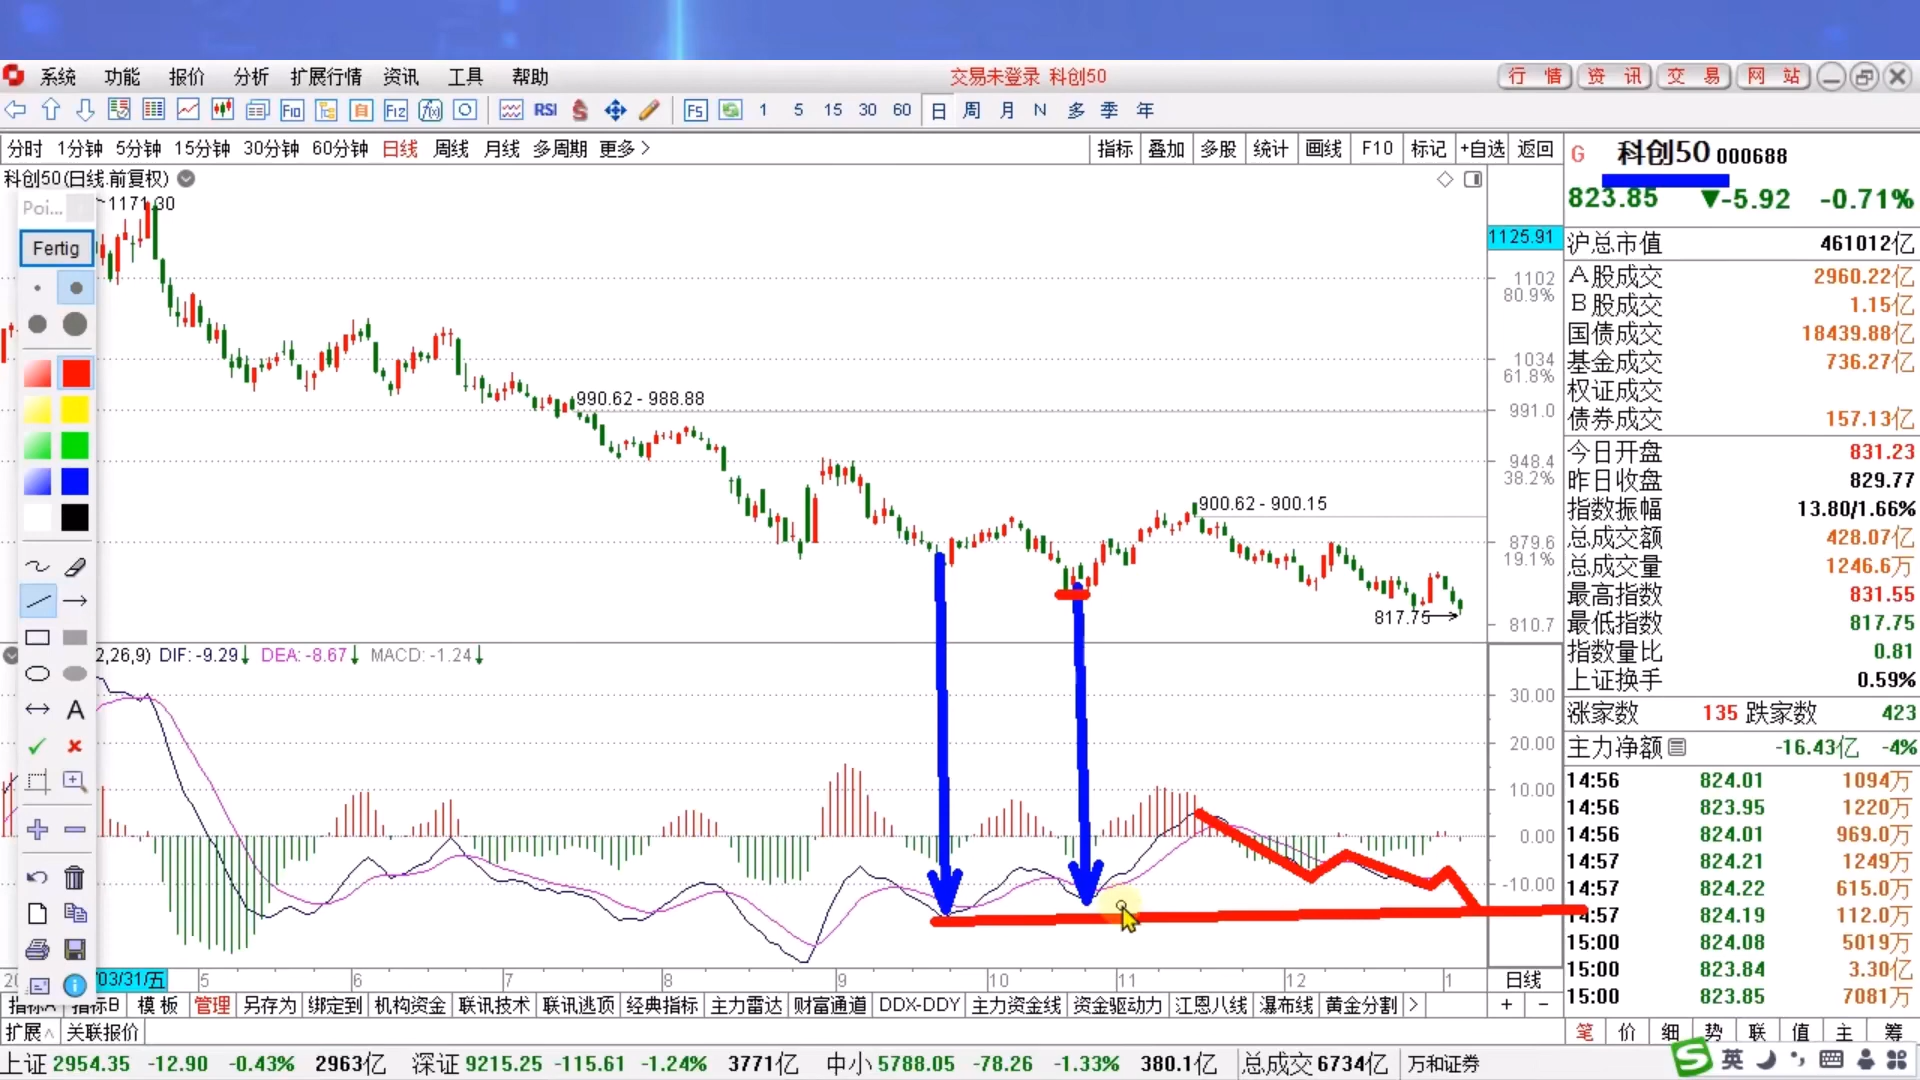 系统 功能 报价 分析 扩展行情 资讯 工具 帮助 交易未登录 科创50 行情 资讯 交易 网站
F10 自 F12 f(x) RSI $ F5 1 5 15 30 60 日 周 月 N 多 季 年
分时 1分钟 5分钟 15分钟 30分钟 60分钟 日线 周线 月线 多周期 更多> 指标 叠加 多股 统计 画线 F10 标记 +自选 返回
G 科创50 000688
科创50(日线.前复权)
823.85 ▼-5.92 -0.71%
Poi...
1171.30
Fertig
1125.91
沪总市值 461012亿
A股成交 2960.22亿
B股成交 1.15亿
国债成交 18439.88亿
基金成交 736.27亿
权证成交
债券成交 157.13亿
今日开盘 831.23
昨日收盘 829.77
指数振幅 13.80/1.66%
总成交额 428.07亿
总成交量 1246.6万
最高指数 831.55
最低指数 817.75
指数量比 0.81
上证换手 0.59%
涨家数 135 跌家数 423
主力净额 -16.43亿 -4%
14:56 824.01 1094万
14:56 823.95 1220万
14:56 824.01 969.0万
14:57 824.21 1249万
14:57 824.22 615.0万
14:57 824.19 112.0万
15:00 824.08 5019万
15:00 823.84 3.30亿
15:00 823.85 7081万
1102
80.9%
1034
61.8%
990.62 - 988.88
991.0
948.4
38.2%
900.62 - 900.15
879.6
19.1%
817.75
810.7
2,26,9) DIF: -9.29↓ DEA: -8.67↓ MACD: -1.24↓
30.00
20.00
10.00
0.00
-10.00
A
03/31/五 5 6 7 8 9 10 11 12 1 日线
指标A 指标B 模板 管理 另存为 绑定到 机构资金 联讯技术 联讯逃顶 经典指标 主力雷达 财富通道 DDX-DDY 主力资金线 资金驱动力 江恩八线 瀑布线 黄金分割 > + -
扩展∧ 关联报价 笔 价 细 势 联 值 主 筹
上证 2954.35 -12.90 -0.43% 2963亿 深证 9215.25 -115.61 -1.24% 3771亿 中小 5788.05 -78.26 -1.33% 380.1亿 总成交 6734亿 万和证券
S 英